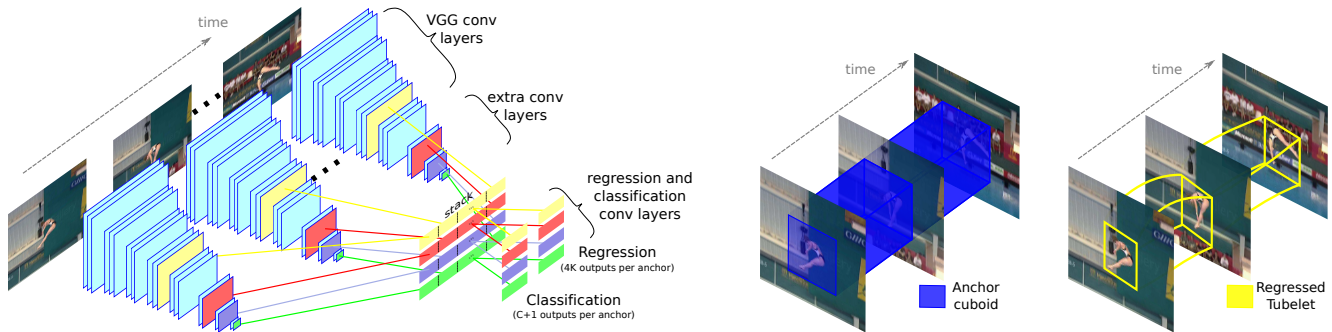 time
VGG conv
layers
extra conv
layers
stack
regression and
classification
conv layers
Regression
(4K outputs per anchor)
Classification
(C+1 outputs per anchor)
time
Anchor
cuboid
time
Regressed
Tubelet